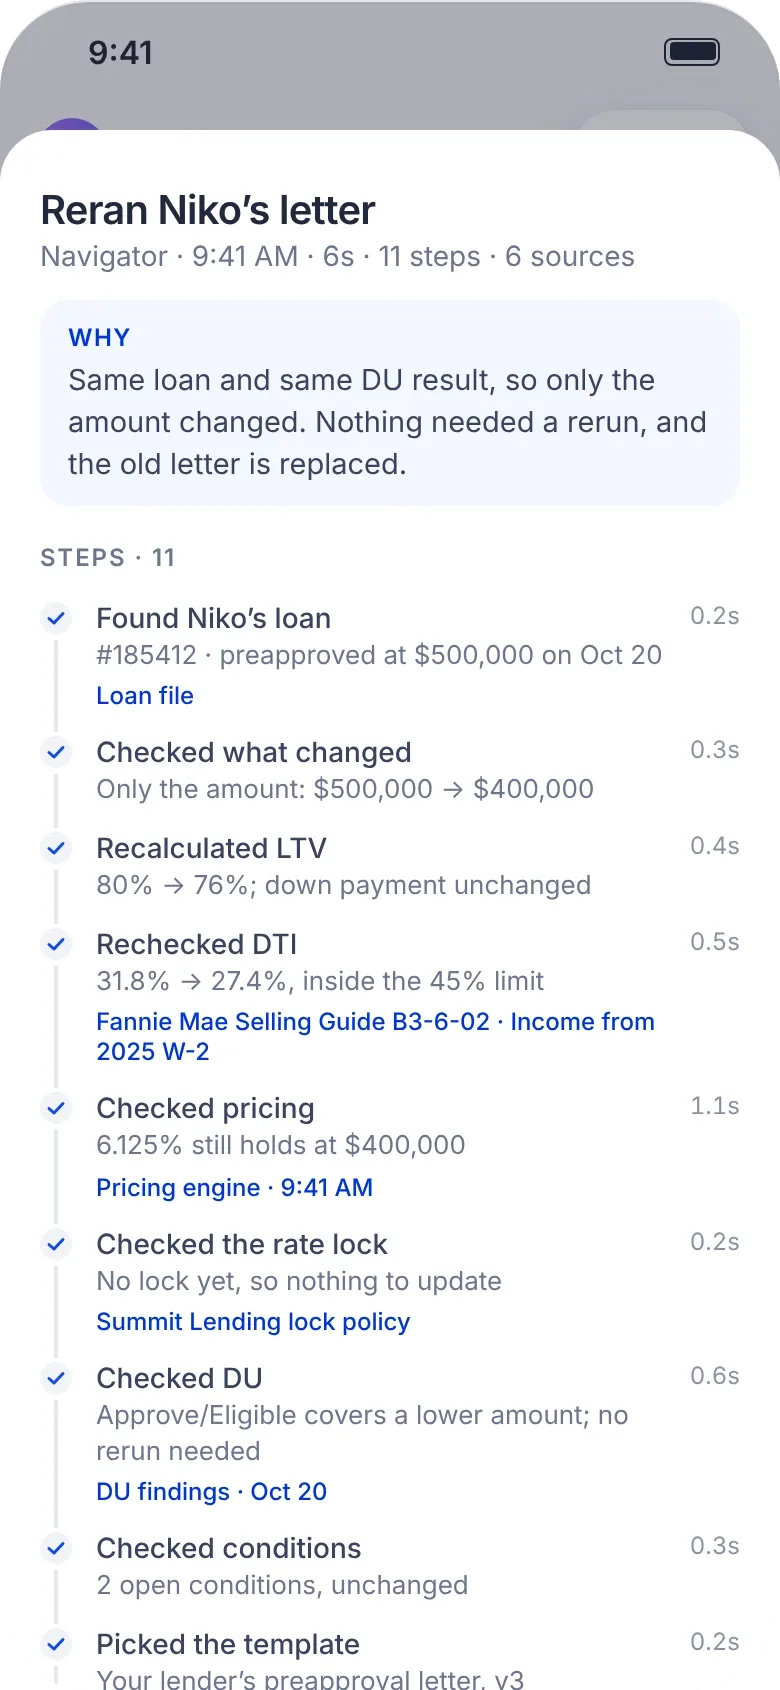 9:41
Reran Niko’s letter
Navigator · 9:41 AM · 6s · 11 steps · 6 sources
WHY
Same loan and same DU result, so only the
amount changed. Nothing needed a rerun, and
the old letter is replaced.
STEPS · 11
Found Niko’s loan 0.2s
#185412 · preapproved at $500,000 on Oct 20
Loan file
Checked what changed 0.3s
Only the amount: $500,000 → $400,000
Recalculated LTV 0.4s
80% → 76%; down payment unchanged
Rechecked DTI 0.5s
31.8% → 27.4%, inside the 45% limit
Fannie Mae Selling Guide B3-6-02 · Income from
2025 W-2
Checked pricing 1.1s
6.125% still holds at $400,000
Pricing engine · 9:41 AM
Checked the rate lock 0.2s
No lock yet, so nothing to update
Summit Lending lock policy
Checked DU 0.6s
Approve/Eligible covers a lower amount; no
rerun needed
DU findings · Oct 20
Checked conditions 0.3s
2 open conditions, unchanged
Picked the template 0.2s
Your lender’s preapproval letter, v3